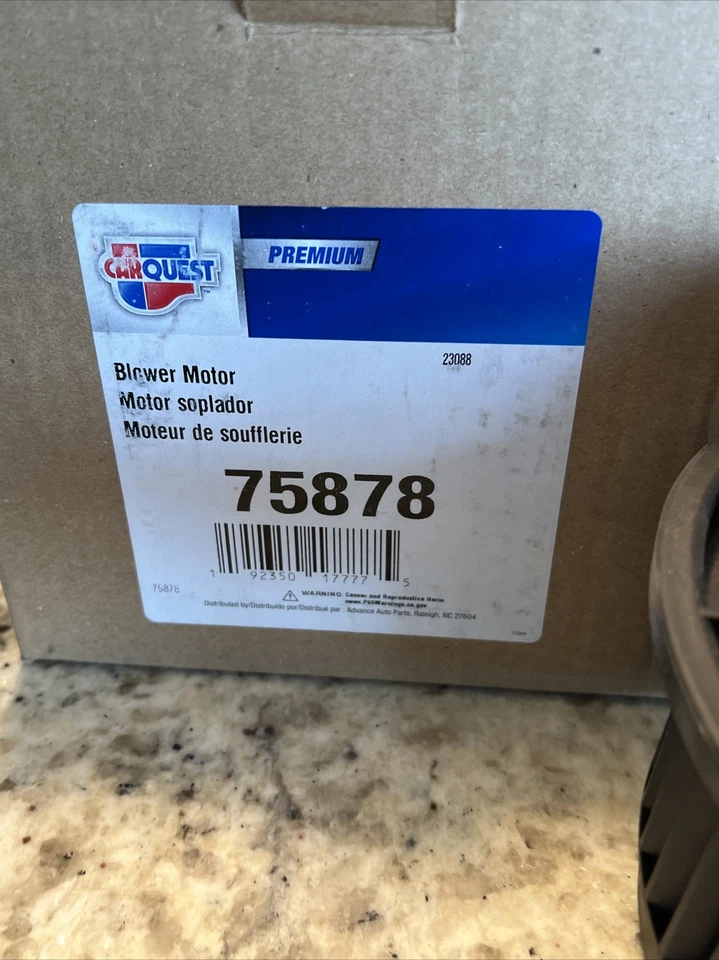 CARQUEST
TM
PREMIUM
23088
Blower Motor
Motor soplador
Moteur de soufflerie
75878
1 92350 17777 5
75878
WARNING: Cancer and Reproductive Harm
www.P65Warnings.ca.gov
Distributed by/Distribuido por/Distribué par : Advance Auto Parts, Raleigh, NC 27604